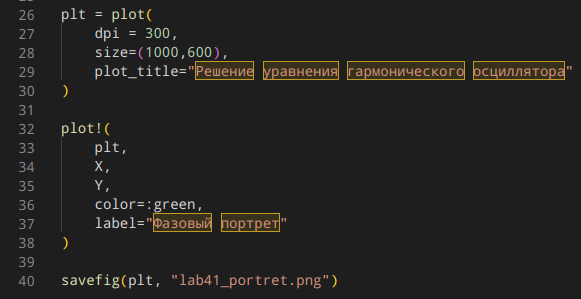 26 plt = plot(
27     dpi = 300,
28     size=(1000,600),
29     plot_title="Решение уравнения гармонического осциллятора"
30 )
31
32 plot!(
33     plt,
34     X,
35     Y,
36     color=:green,
37     label="Фазовый портрет"
38 )
39
40 savefig(plt, "lab41_portret.png")